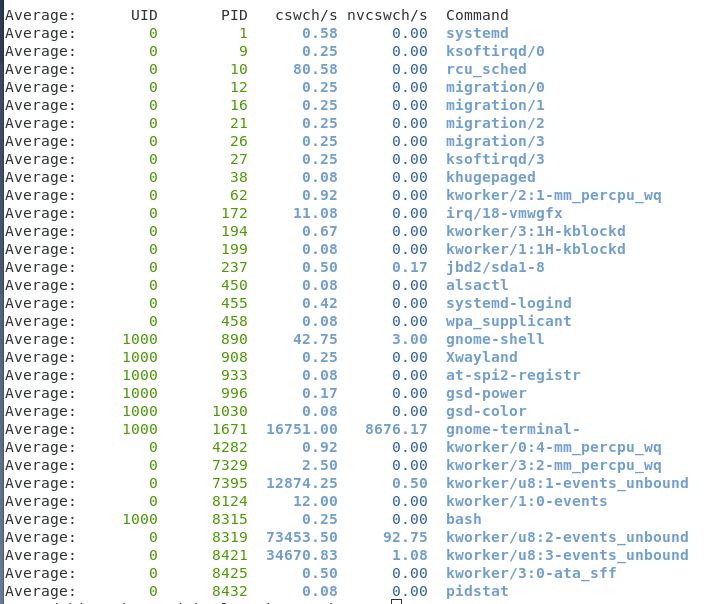 Average: UID PID cswch/s nvcswch/s Command
Average: 0 1 0.58 0.00 systemd
Average: 0 9 0.25 0.00 ksoftirqd/0
Average: 0 10 80.58 0.00 rcu_sched
Average: 0 12 0.25 0.00 migration/0
Average: 0 16 0.25 0.00 migration/1
Average: 0 21 0.25 0.00 migration/2
Average: 0 26 0.25 0.00 migration/3
Average: 0 27 0.25 0.00 ksoftirqd/3
Average: 0 38 0.08 0.00 khugepaged
Average: 0 62 0.92 0.00 kworker/2:1-mm_percpu_wq
Average: 0 172 11.08 0.00 irq/18-vmwgfx
Average: 0 194 0.67 0.00 kworker/3:1H-kblockd
Average: 0 199 0.08 0.00 kworker/1:1H-kblockd
Average: 0 237 0.50 0.17 jbd2/sda1-8
Average: 0 450 0.08 0.00 alsactl
Average: 0 455 0.42 0.00 systemd-logind
Average: 0 458 0.08 0.00 wpa_supplicant
Average: 1000 890 42.75 3.00 gnome-shell
Average: 1000 908 0.25 0.00 Xwayland
Average: 1000 933 0.08 0.00 at-spi2-registr
Average: 1000 996 0.17 0.00 gsd-power
Average: 1000 1030 0.08 0.00 gsd-color
Average: 1000 1671 16751.00 8676.17 gnome-terminal-
Average: 0 4282 0.92 0.00 kworker/0:4-mm_percpu_wq
Average: 0 7329 2.50 0.00 kworker/3:2-mm_percpu_wq
Average: 0 7395 12874.25 0.50 kworker/u8:1-events_unbound
Average: 0 8124 12.00 0.00 kworker/1:0-events
Average: 1000 8315 0.25 0.00 bash
Average: 0 8319 73453.50 92.75 kworker/u8:2-events_unbound
Average: 0 8421 34670.83 1.08 kworker/u8:3-events_unbound
Average: 0 8425 0.50 0.00 kworker/3:0-ata_sff
Average: 0 8432 0.08 0.00 pidstat